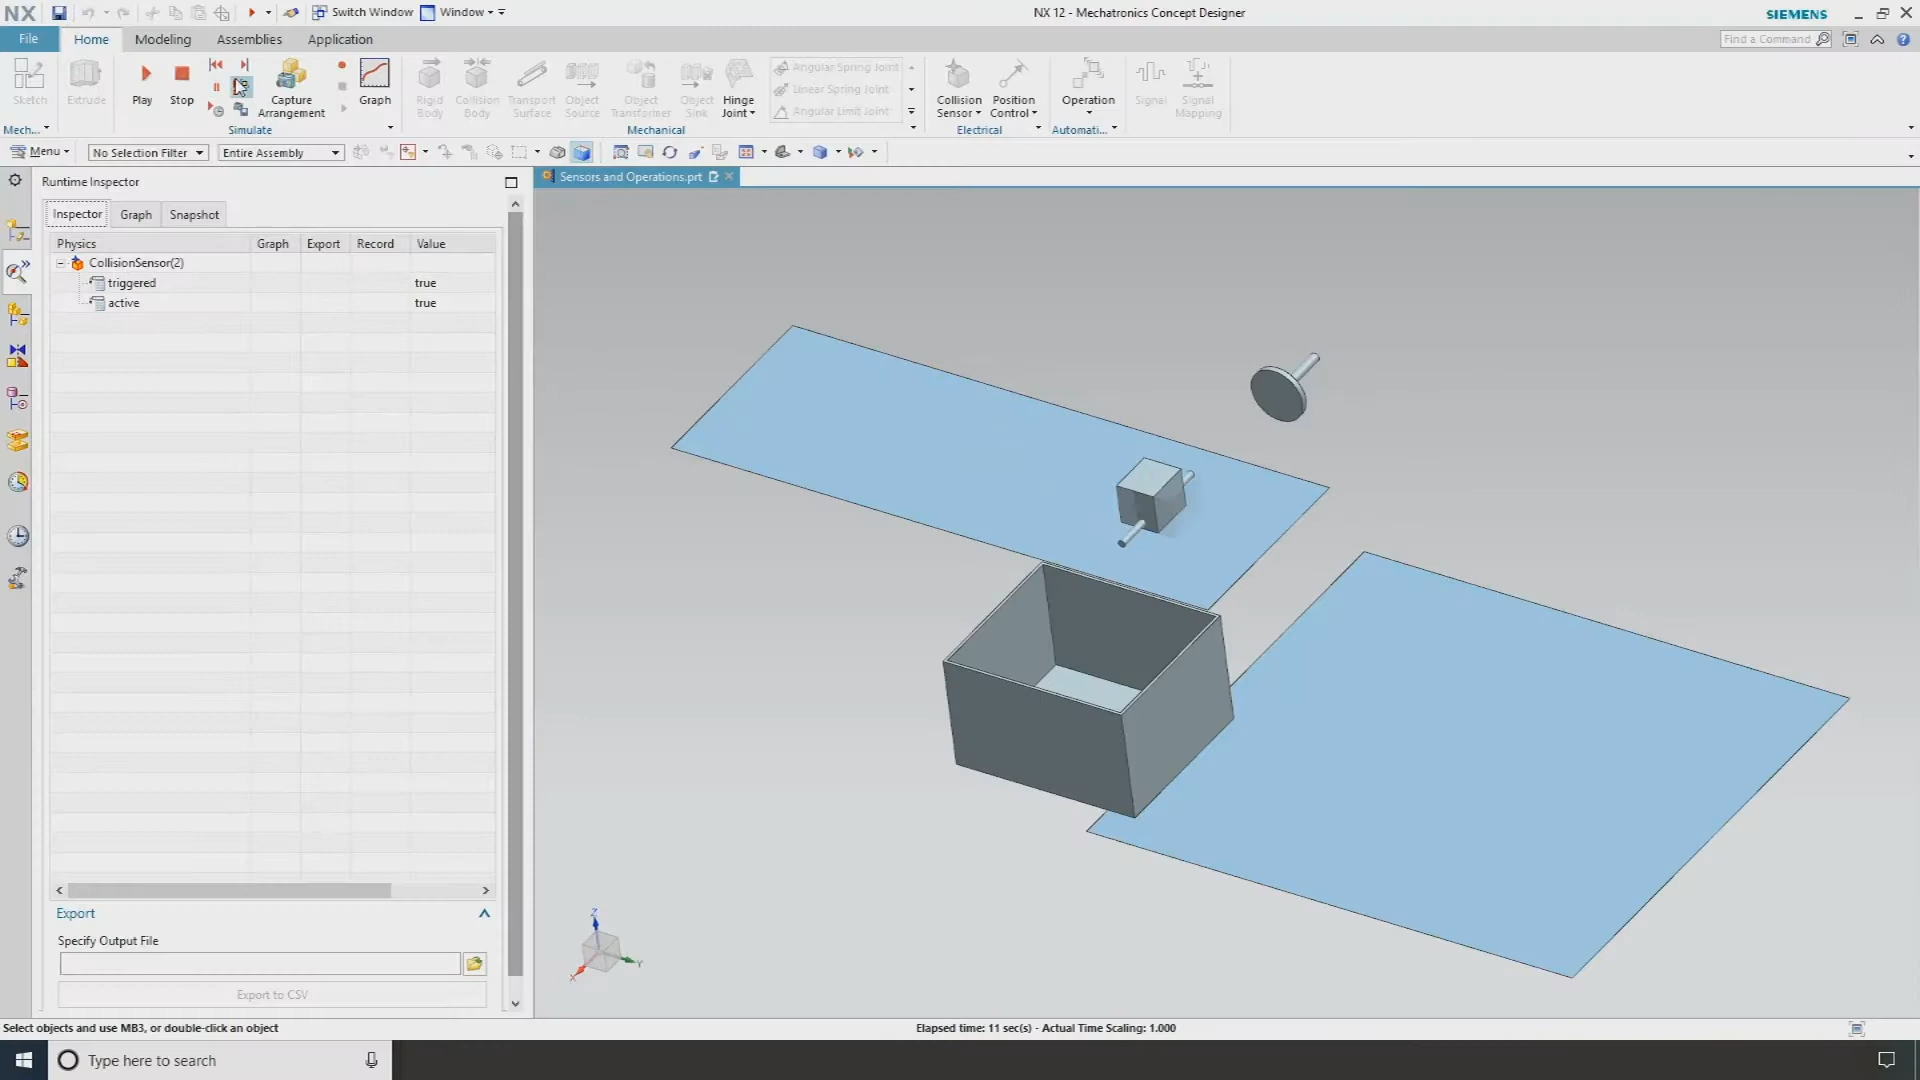 NX
Switch Window
Window
NX 12 - Mechatronics Concept Designer
SIEMENS
File
Home
Modeling
Assemblies
Application
Find a Command
Sketch
Extrude
Play
Stop
Capture
Arrangement
Graph
Rigid
Body
Collision
Body
Transport
Surface
Object
Source
Object
Transformer
Object
Sink
Hinge
Joint
Angular Spring Joint
Linear Spring Joint
Angular Limit Joint
Collision
Sensor
Position
Control
Operation
Signal
Signal
Mapping
Mech...
Simulate
Mechanical
Electrical
Automati...
Menu
No Selection Filter
Entire Assembly
Runtime Inspector
Sensors and Operations.prt
Inspector
Graph
Snapshot
Physics
Graph
Export
Record
Value
CollisionSensor(2)
triggered
true
active
true
Export
Specify Output File
Export to CSV
Z
Y
X
Select objects and use MB3, or double-click an object
Elapsed time: 11 sec(s) - Actual Time Scaling: 1.000
Type here to search